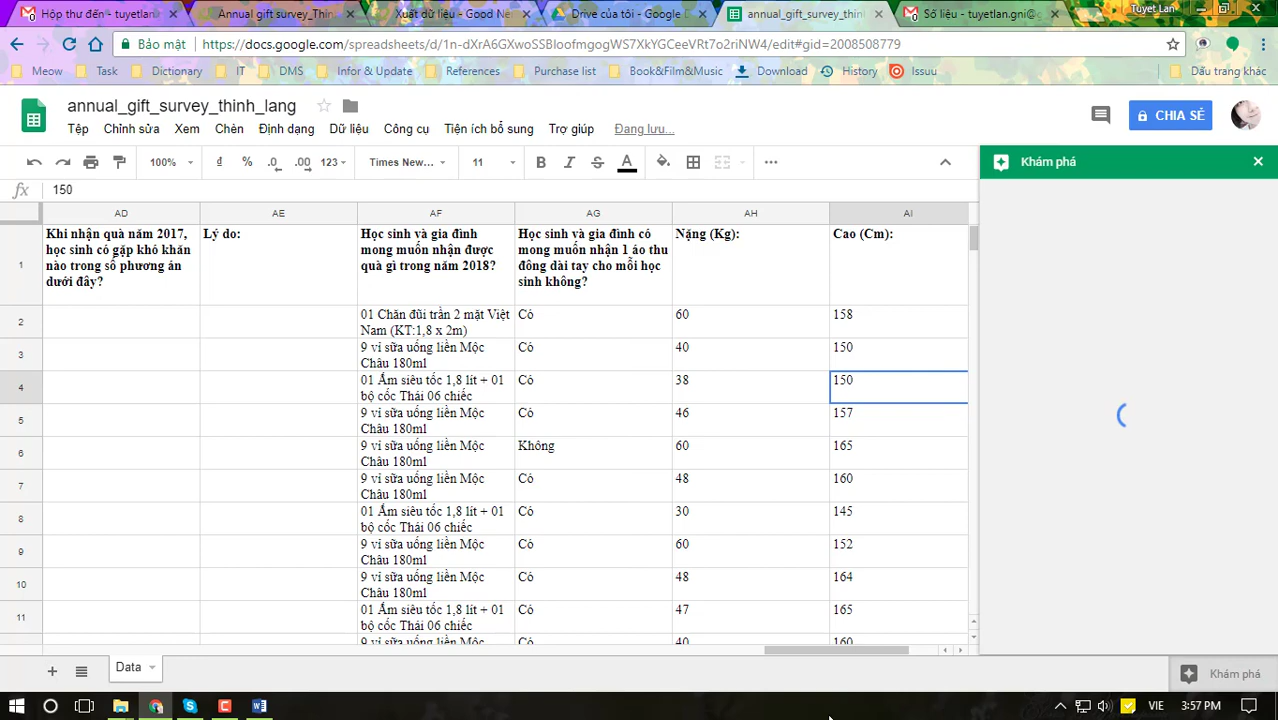 Hộp thư đến - tuyetlan
Annual gift survey_Thin
Xuất dữ liệu - Good Ne
Drive của tôi - Google D
annual_gift_survey_thinh
Số liệu - tuyetlan.gni@g
Tuyet Lan
Bảo mật
https://docs.google.com/spreadsheets/d/1n-dXrA6GXwoSSBIoofmgogWS7XkYGCeeVRt7o2riNW4/edit#gid=2008508779
Meow Task Dictionary IT DMS Infor & Update References Purchase list Book&Film&Music Download History Issuu Dấu trang khác
annual_gift_survey_thinh_lang
CHIA SẺ
Tệp Chỉnh sửa Xem Chèn Định dạng Dữ liệu Công cụ Tiện ích bổ sung Trợ giúp Đang lưu...
100% đ % .0 .00 123 Times New... 11 B I S A
Khám phá
fx 150
AD AE AF AG AH AI
1
Khi nhận quà năm 2017,
học sinh có gặp khó khăn
nào trong số phương án
dưới đây?
Lý do:
Học sinh và gia đình
mong muốn nhận được
quà gì trong năm 2018?
Học sinh và gia đình có
mong muốn nhận 1 áo thu
đông dài tay cho mỗi học
sinh không?
Nặng (Kg):
Cao (Cm):
2 01 Chăn đũi trần 2 mặt Việt Có 60 158
Nam (KT:1,8 x 2m)
3 9 vỉ sữa uống liền Mộc Có 40 150
Châu 180ml
4 01 Ấm siêu tốc 1,8 lít + 01 Có 38 150
bộ cốc Thái 06 chiếc
5 9 vỉ sữa uống liền Mộc Có 46 157
Châu 180ml
6 9 vỉ sữa uống liền Mộc Không 60 165
Châu 180ml
7 9 vỉ sữa uống liền Mộc Có 48 160
Châu 180ml
8 01 Ấm siêu tốc 1,8 lít + 01 Có 30 145
bộ cốc Thái 06 chiếc
9 9 vỉ sữa uống liền Mộc Có 60 152
Châu 180ml
10 9 vỉ sữa uống liền Mộc Có 48 164
Châu 180ml
11 01 Ấm siêu tốc 1,8 lít + 01 Có 47 165
bộ cốc Thái 06 chiếc
9 vỉ sữa uống liền Mộc Có 40 160
Data
Khám phá
VIE 3:57 PM